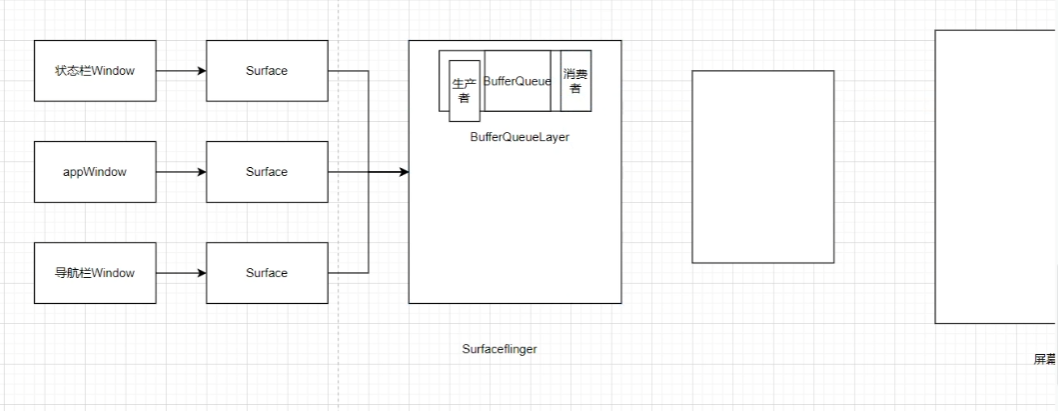 状态栏Window
Surface
appWindow
Surface
导航栏Window
Surface
生产
者
BufferQueue
消费
者
BufferQueueLayer
Surfaceflinger
屏幕